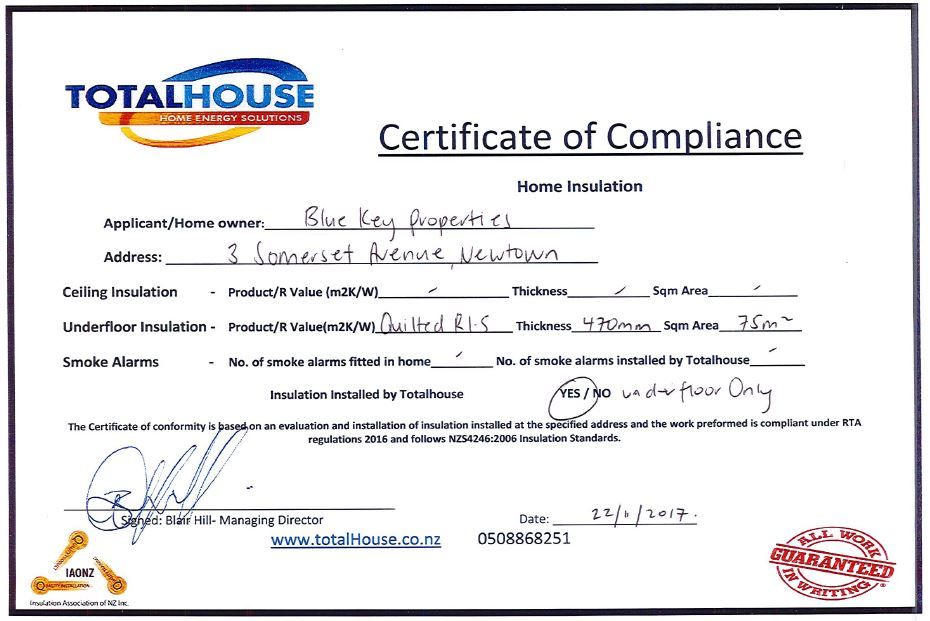 TOTALHOUSE
HOME ENERGY SOLUTIONS
Certificate of Compliance
Home Insulation
Applicant/Home owner: Blue Key Properties
Address: 3 Somerset Avenue, Newtown
Ceiling Insulation - Product/R Value (m2K/W) - Thickness - Sqm Area -
Underfloor Insulation - Product/R Value(m2K/W) Quilted R1.5 Thickness 470mm Sqm Area 75m²
Smoke Alarms - No. of smoke alarms fitted in home - No. of smoke alarms installed by Totalhouse -
Insulation Installed by Totalhouse YES / NO underfloor Only
The Certificate of conformity is based on an evaluation and installation of insulation installed at the specified address and the work preformed is compliant under RTA
regulations 2016 and follows NZS4246:2006 Insulation Standards.
Signed: Blair Hill- Managing Director
Date: 22/11/2017.
www.totalHouse.co.nz 0508868251
IAONZ
QUALITY INSTALLATION
Insulation Association of NZ Inc.
ALL WORK
GUARANTEED
IN WRITING